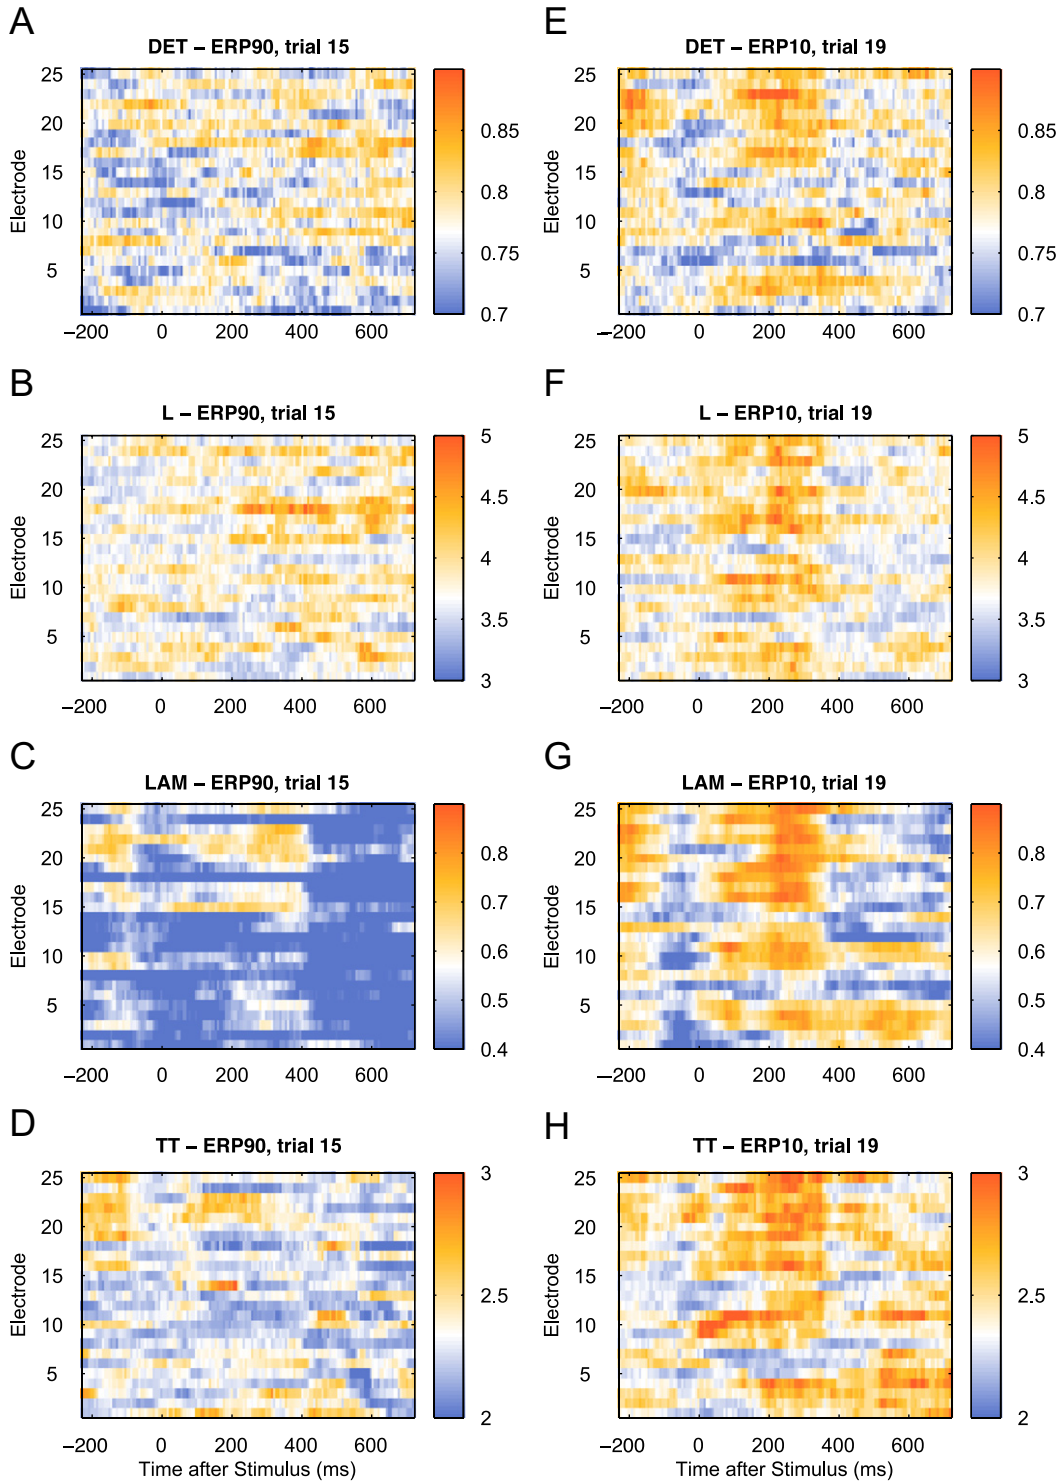 A
DET – ERP90, trial 15
25
20
15
10
5
Electrode
–200 0 200 400 600
0.85
0.8
0.75
0.7
E
DET – ERP10, trial 19
25
20
15
10
5
Electrode
–200 0 200 400 600
0.85
0.8
0.75
0.7
B
L – ERP90, trial 15
25
20
15
10
5
Electrode
–200 0 200 400 600
5
4.5
4
3.5
3
F
L – ERP10, trial 19
25
20
15
10
5
Electrode
–200 0 200 400 600
5
4.5
4
3.5
3
C
LAM – ERP90, trial 15
25
20
15
10
5
Electrode
–200 0 200 400 600
0.8
0.7
0.6
0.5
0.4
G
LAM – ERP10, trial 19
25
20
15
10
5
Electrode
–200 0 200 400 600
0.8
0.7
0.6
0.5
0.4
D
TT – ERP90, trial 15
25
20
15
10
5
Electrode
–200 0 200 400 600
Time after Stimulus (ms)
3
2.5
2
H
TT – ERP10, trial 19
25
20
15
10
5
Electrode
–200 0 200 400 600
Time after Stimulus (ms)
3
2.5
2